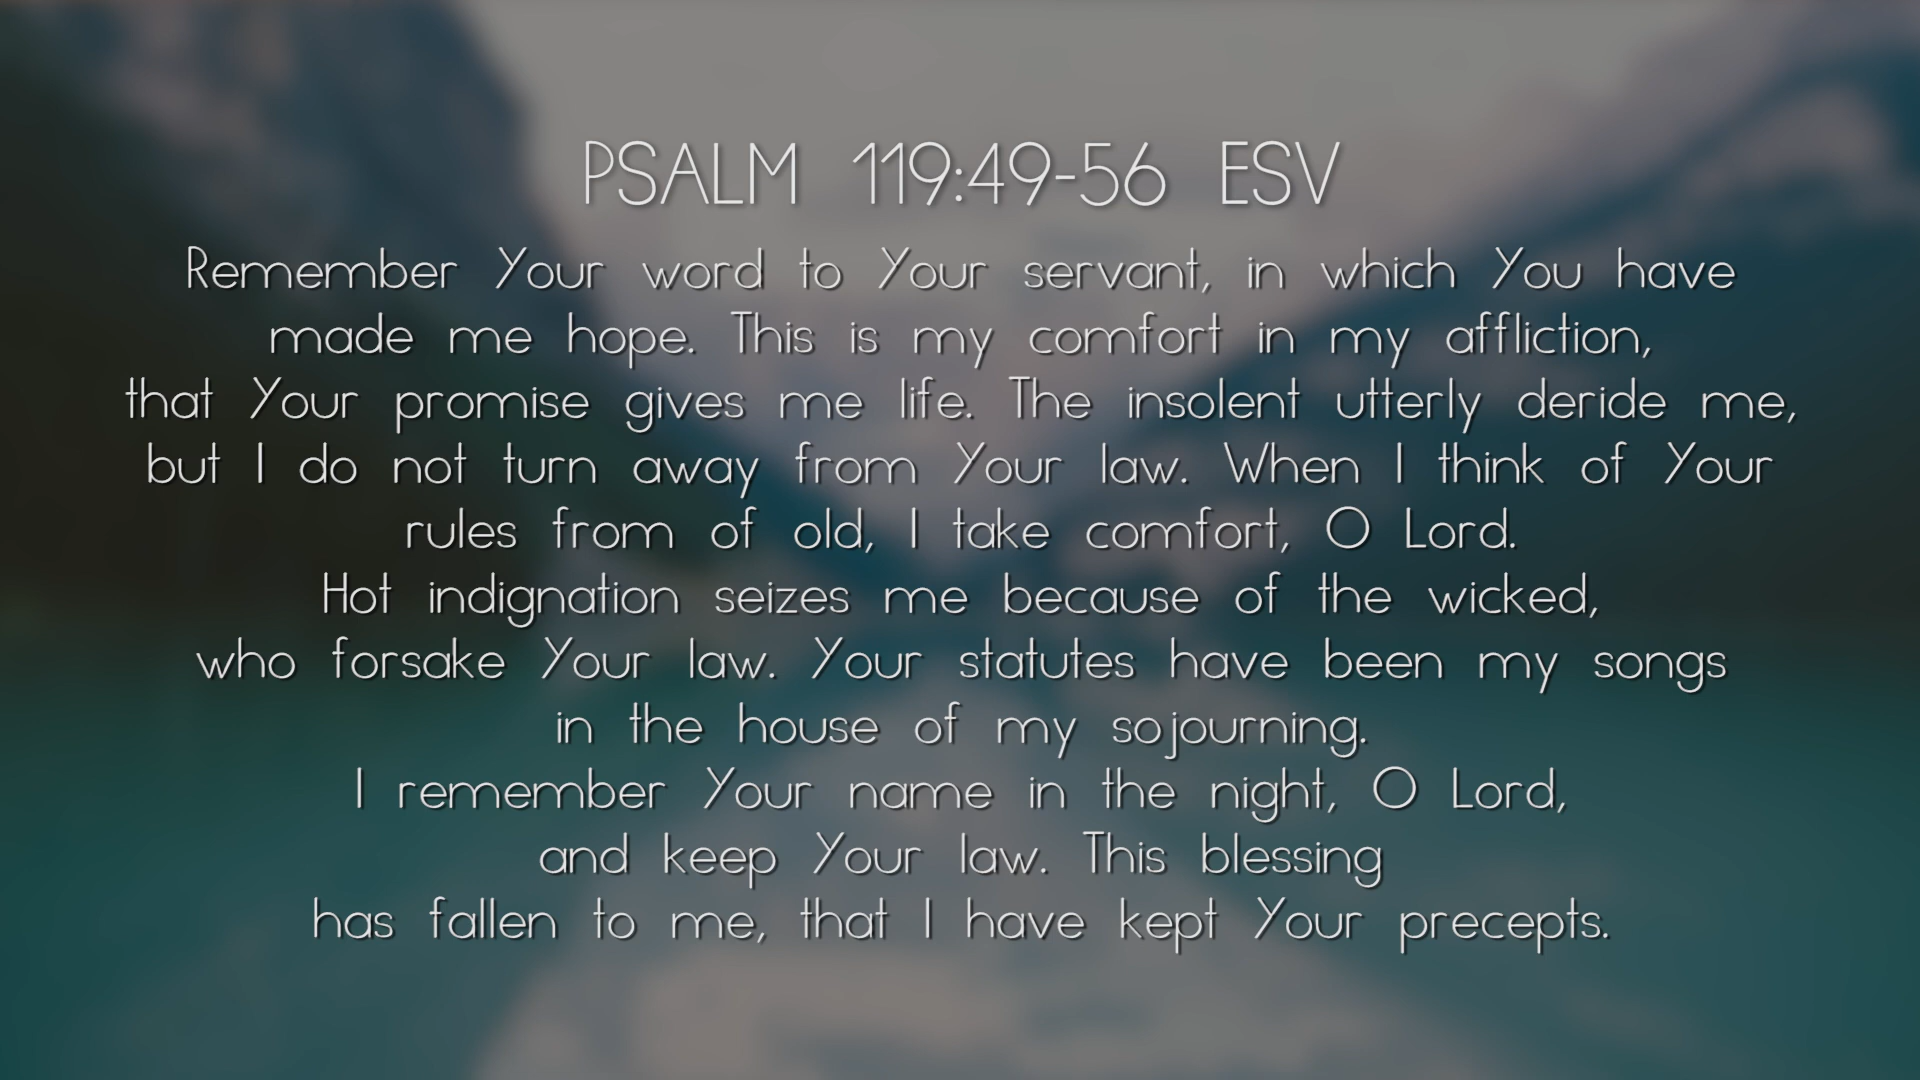 PSALM 119:49-56 ESV
Remember Your word to Your servant, in which You have
made me hope. This is my comfort in my affliction,
that Your promise gives me life. The insolent utterly deride me,
but I do not turn away from Your law. When I think of Your
rules from of old, I take comfort, O Lord.
Hot indignation seizes me because of the wicked,
who forsake Your law. Your statutes have been my songs
in the house of my sojourning.
I remember Your name in the night, O Lord,
and keep Your law. This blessing
has fallen to me, that I have kept Your precepts.